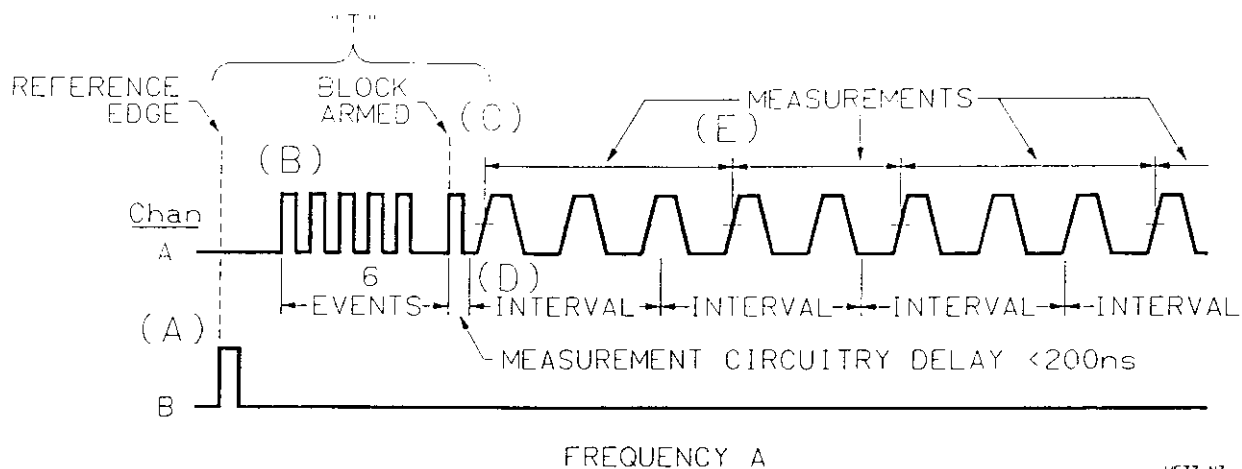 "T"
REFERENCE
EDGE
BLOCK
ARMED
(C)
MEASUREMENTS
(E)
(B)
Chan
A
6
EVENTS
(D)
INTERVAL
INTERVAL
INTERVAL
INTERVAL
(A)
MEASUREMENT CIRCUITRY DELAY <200ns
B
FREQUENCY A